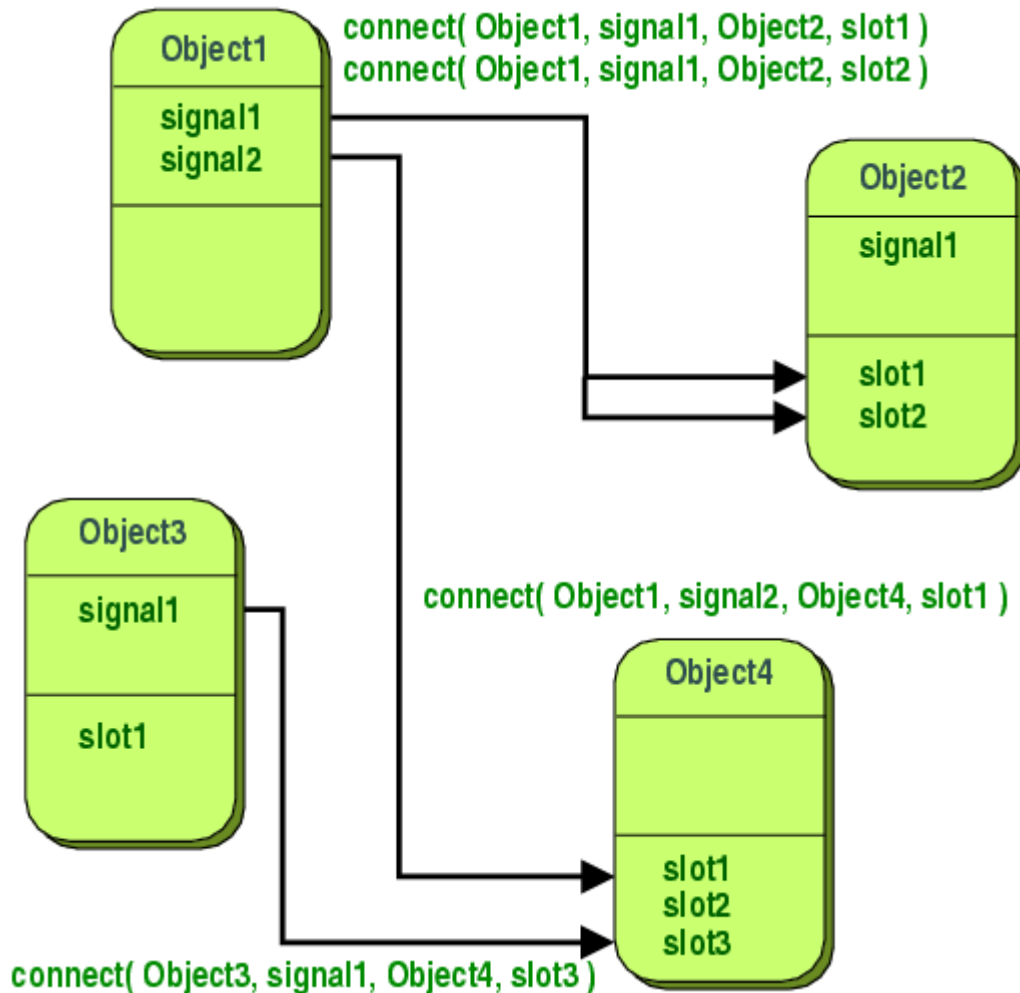 connect( Object1, signal1, Object2, slot1 )
connect( Object1, signal1, Object2, slot2 )
Object1
signal1
signal2
Object2
signal1
slot1
slot2
Object3
signal1
slot1
connect( Object1, signal2, Object4, slot1 )
Object4
slot1
slot2
slot3
connect( Object3, signal1, Object4, slot3 )